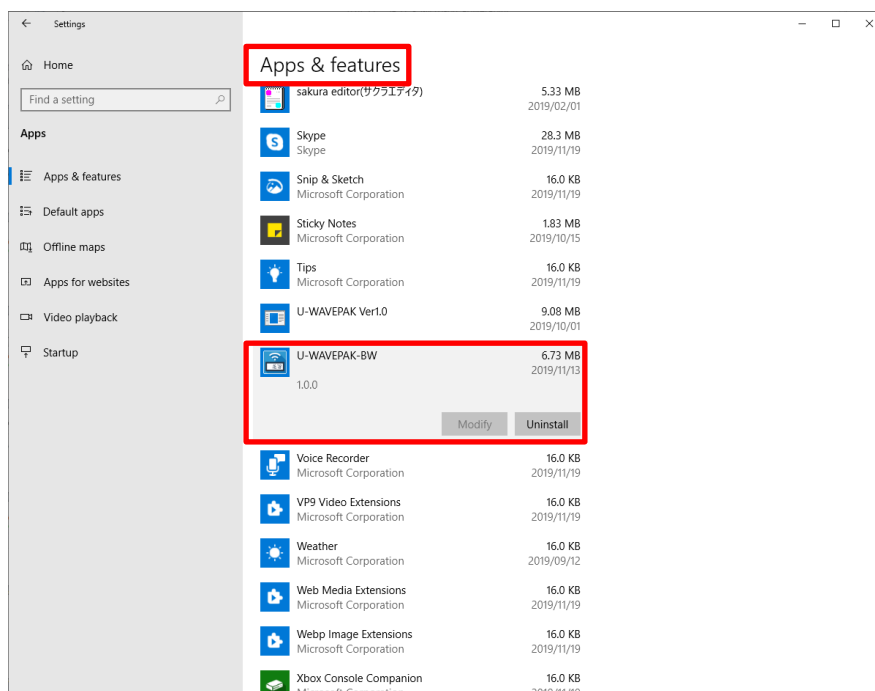 Settings
Home
Find a setting
Apps
Apps & features
Default apps
Offline maps
Apps for websites
Video playback
Startup
Apps & features
sakura editor(サクラエディタ) 5.33 MB
2019/02/01
Skype 28.3 MB
Skype 2019/11/19
Snip & Sketch 16.0 KB
Microsoft Corporation 2019/11/19
Sticky Notes 1.83 MB
Microsoft Corporation 2019/10/15
Tips 16.0 KB
Microsoft Corporation 2019/11/19
U-WAVEPAK Ver1.0 9.08 MB
2019/10/01
U-WAVEPAK-BW 6.73 MB
2019/11/13
1.0.0
Modify Uninstall
Voice Recorder 16.0 KB
Microsoft Corporation 2019/11/19
VP9 Video Extensions 16.0 KB
Microsoft Corporation 2019/11/19
Weather 16.0 KB
Microsoft Corporation 2019/09/12
Web Media Extensions 16.0 KB
Microsoft Corporation 2019/11/19
Webp Image Extensions 16.0 KB
Microsoft Corporation 2019/11/19
Xbox Console Companion 16.0 KB